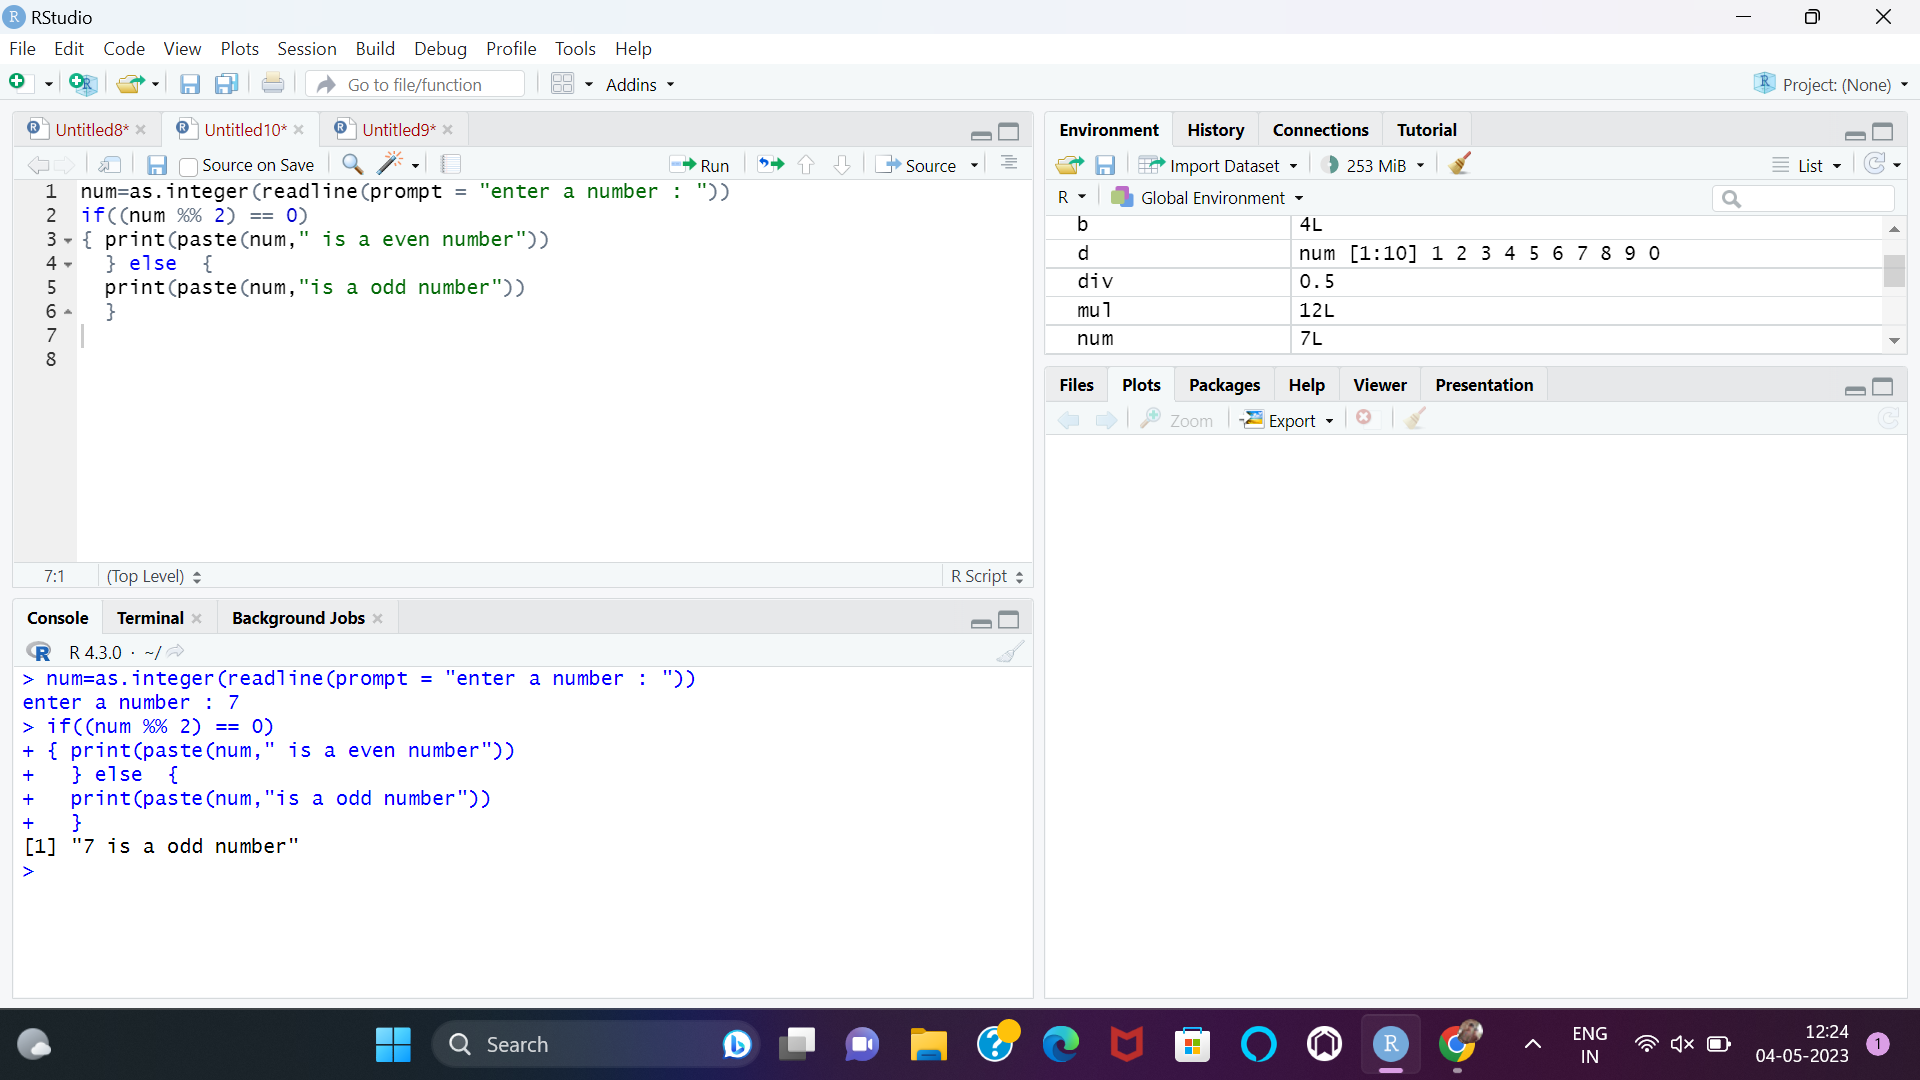 RStudio
File Edit Code View Plots Session Build Debug Profile Tools Help
Go to file/function Addins Project: (None)
Untitled8* Untitled10* Untitled9*
Source on Save Run Source
1 num=as.integer(readline(prompt = "enter a number : "))
2 if((num %% 2) == 0)
3 { print(paste(num," is a even number"))
4 } else {
5 print(paste(num,"is a odd number"))
6 }
7
8
7:1 (Top Level) R Script
Console Terminal Background Jobs
R 4.3.0 · ~/
> num=as.integer(readline(prompt = "enter a number : "))
enter a number : 7
> if((num %% 2) == 0)
+ { print(paste(num," is a even number"))
+ } else {
+ print(paste(num,"is a odd number"))
+ }
[1] "7 is a odd number"
>
Environment History Connections Tutorial
Import Dataset 253 MiB List
R Global Environment
b 4L
d num [1:10] 1 2 3 4 5 6 7 8 9 0
div 0.5
mul 12L
num 7L
Files Plots Packages Help Viewer Presentation
Zoom Export
Search
ENG
IN
12:24
04-05-2023
1